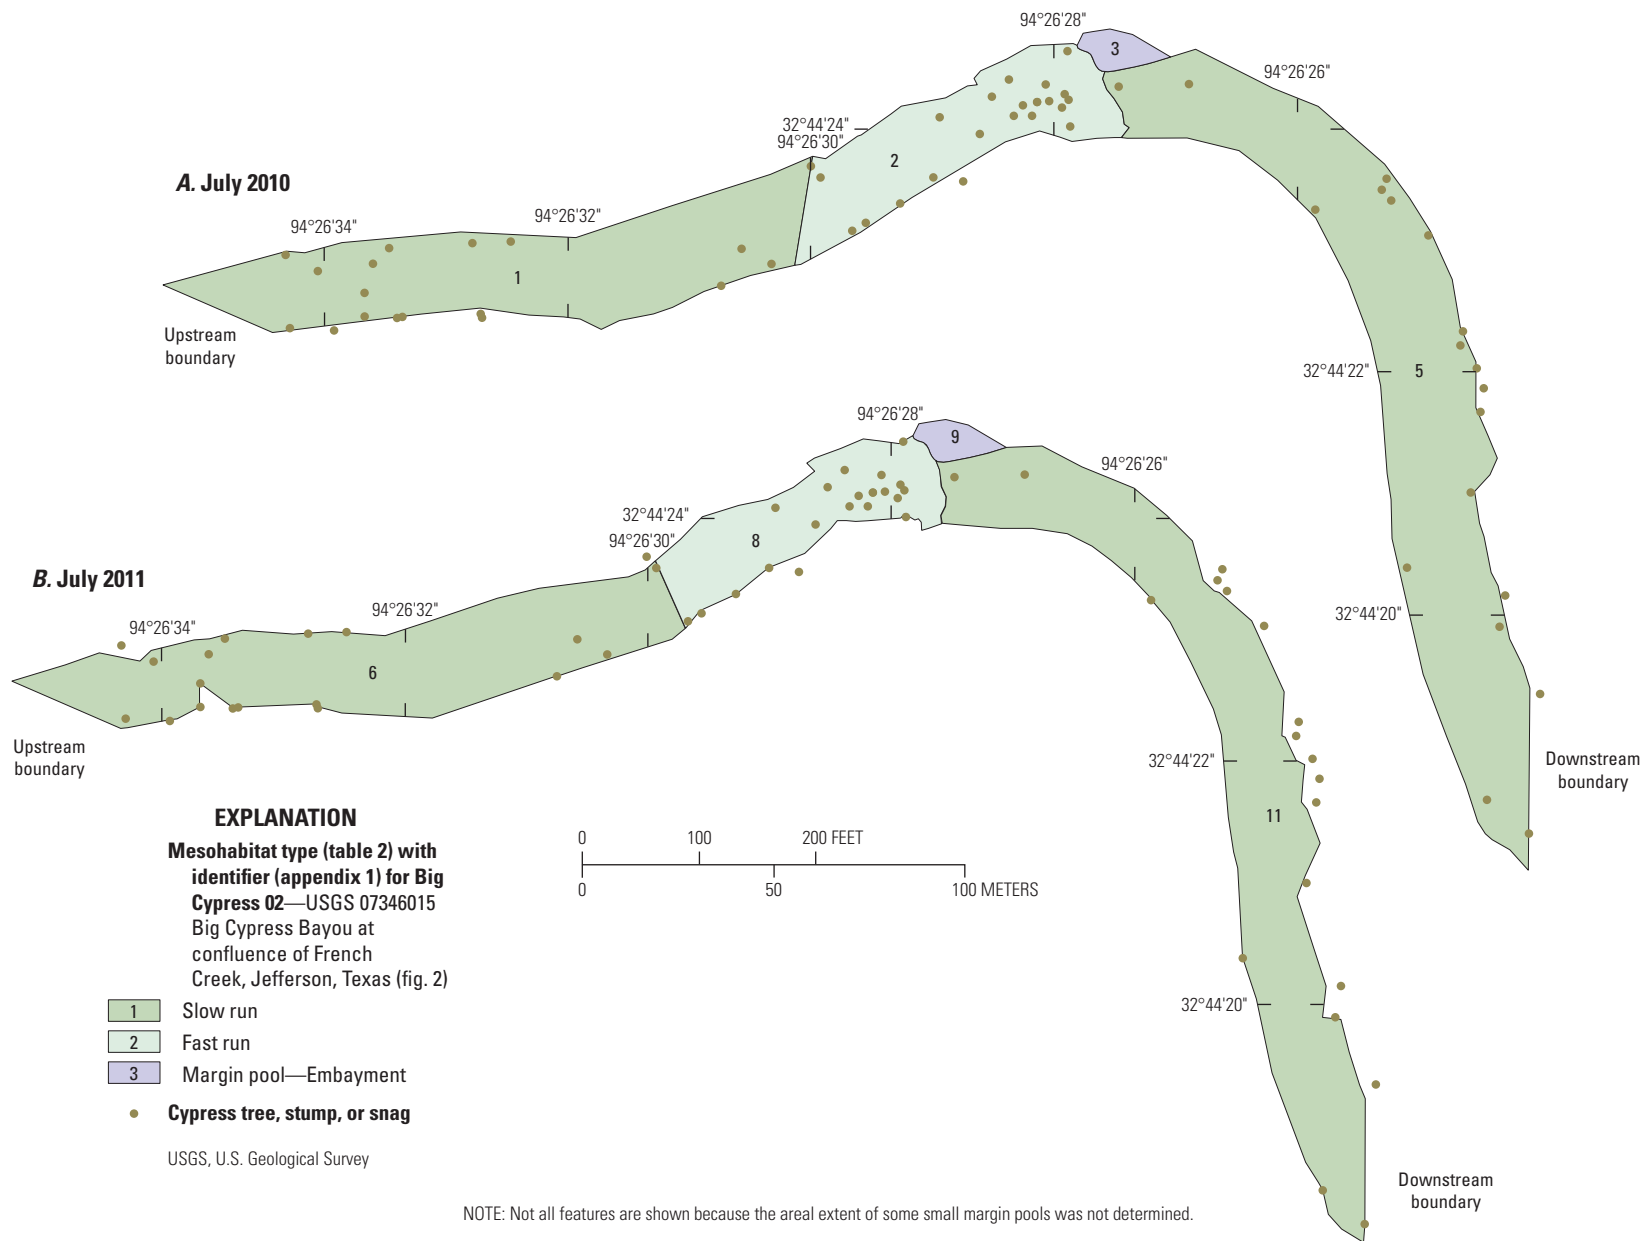 94°26'28"
3
94°26'26"
32°44'24"
94°26'30"
2
A. July 2010
94°26'34"
94°26'32"
1
Upstream
boundary
32°44'22"
5
32°44'20"
Downstream
boundary
94°26'28"
9
94°26'26"
32°44'24"
94°26'30"
8
B. July 2011
94°26'34"
94°26'32"
6
Upstream
boundary
32°44'22"
11
32°44'20"
Downstream
boundary
EXPLANATION
Mesohabitat type (table 2) with
identifier (appendix 1) for Big
Cypress 02—USGS 07346015
Big Cypress Bayou at
confluence of French
Creek, Jefferson, Texas (fig. 2)
1 Slow run
2 Fast run
3 Margin pool—Embayment
Cypress tree, stump, or snag
USGS, U.S. Geological Survey
0 100 200 FEET
0 50 100 METERS
NOTE: Not all features are shown because the areal extent of some small margin pools was not determined.